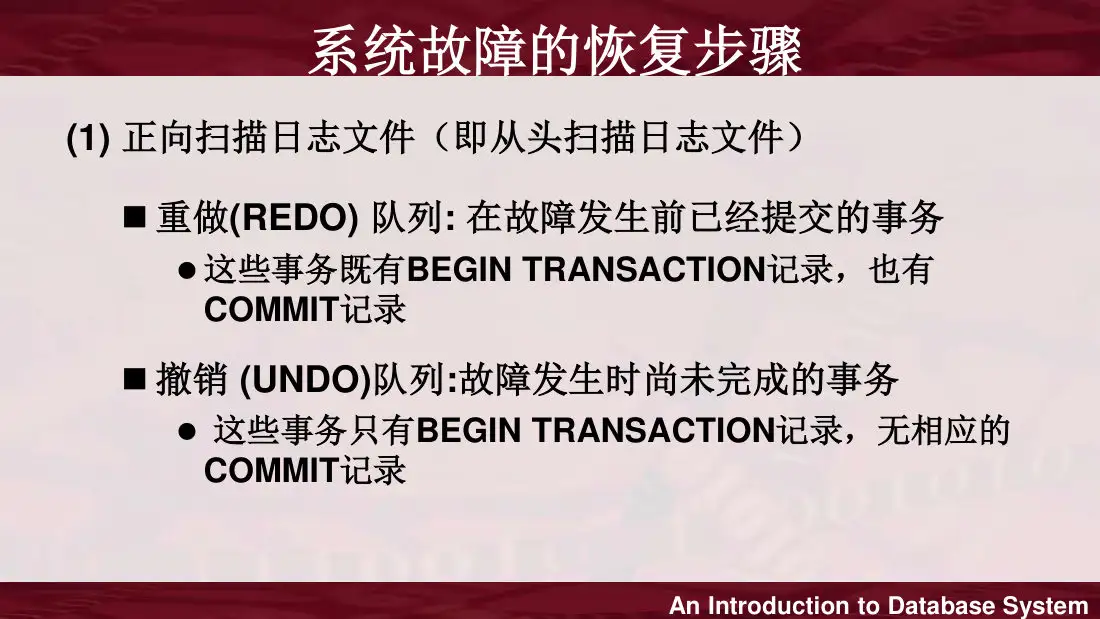 系统故障的恢复步骤
(1) 正向扫描日志文件（即从头扫描日志文件）
■ 重做(REDO) 队列: 在故障发生前已经提交的事务
● 这些事务既有BEGIN TRANSACTION记录，也有
COMMIT记录
■ 撤销 (UNDO)队列:故障发生时尚未完成的事务
● 这些事务只有BEGIN TRANSACTION记录，无相应的
COMMIT记录
An Introduction to Database System